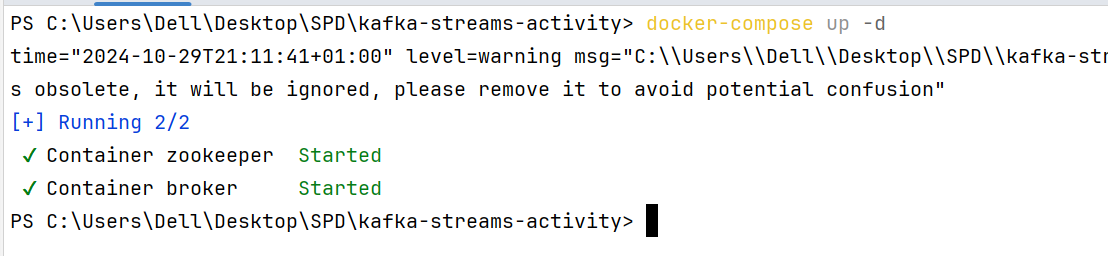 PS C:\Users\Dell\Desktop\SPD\kafka-streams-activity> docker-compose up -d
time="2024-10-29T21:11:41+01:00" level=warning msg="C:\\Users\\Dell\\Desktop\\SPD\\kafka-str
s obsolete, it will be ignored, please remove it to avoid potential confusion"
[+] Running 2/2
✔ Container zookeeper  Started
✔ Container broker     Started
PS C:\Users\Dell\Desktop\SPD\kafka-streams-activity>